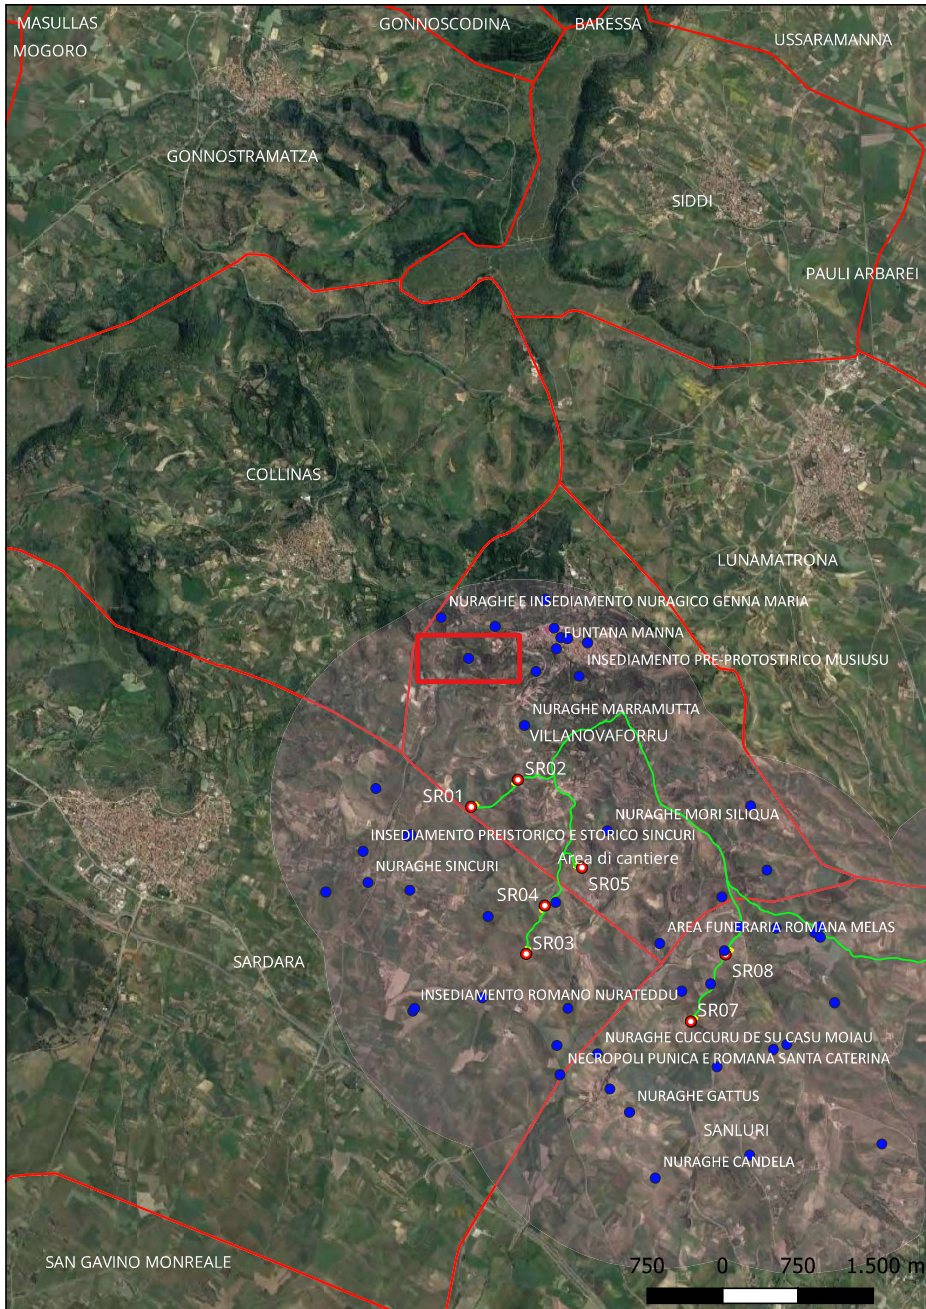 MASULLAS
GONNOSCODINA
BARESSA
USSARAMANNA
MOGORO
GONNOSTRAMATZA
SIDDI
PAULI ARBAREI
COLLINAS
LUNAMATRONA
NURAGHE E INSEDIAMENTO NURAGICO GENNA MARIA
FUNTANA MANNA
INSEDIAMENTO PRE-PROTOSTIRICO MUSIUSU
NURAGHE MARRAMUTTA
VILLANOVAFORRU
SR02
SR01
NURAGHE MORI SILIQUA
INSEDIAMENTO PREISTORICO E STORICO SINCURI
Area di cantiere
NURAGHE SINCURI
SR05
SR04
AREA FUNERARIA ROMANA MELAS
SR03
SARDARA
SR08
INSEDIAMENTO ROMANO NURATEDDU
SR07
NURAGHE CUCCURU DE SU CASU MOIAU
NECROPOLI PUNICA E ROMANA SANTA CATERINA
NURAGHE GATTUS
SANLURI
NURAGHE CANDELA
SAN GAVINO MONREALE
750 0 750 1.500 m